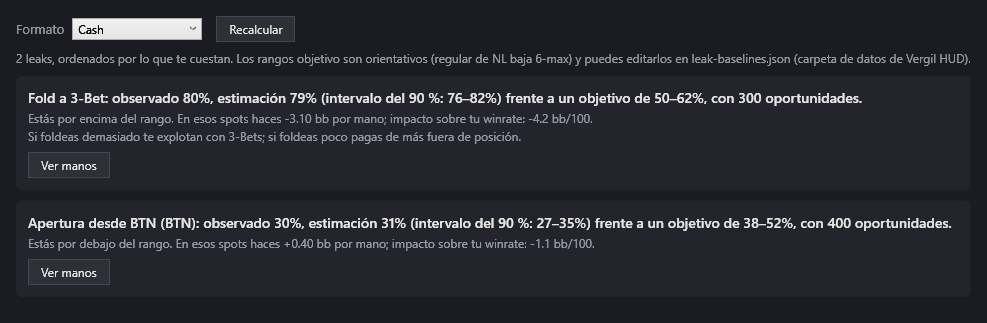 Formato Cash Recalcular
2 leaks, ordenados por lo que te cuestan. Los rangos objetivo son orientativos (regular de NL baja 6-max) y puedes editarlos en leak-baselines.json (carpeta de datos de Vergil HUD).
Fold a 3-Bet: observado 80%, estimación 79% (intervalo del 90 %: 76–82%) frente a un objetivo de 50–62%, con 300 oportunidades.
Estás por encima del rango. En esos spots haces -3.10 bb por mano; impacto sobre tu winrate: -4.2 bb/100.
Si foldeas demasiado te explotan con 3-Bets; si foldeas poco pagas de más fuera de posición.
Ver manos
Apertura desde BTN (BTN): observado 30%, estimación 31% (intervalo del 90 %: 27–35%) frente a un objetivo de 38–52%, con 400 oportunidades.
Estás por debajo del rango. En esos spots haces +0.40 bb por mano; impacto sobre tu winrate: -1.1 bb/100.
Ver manos